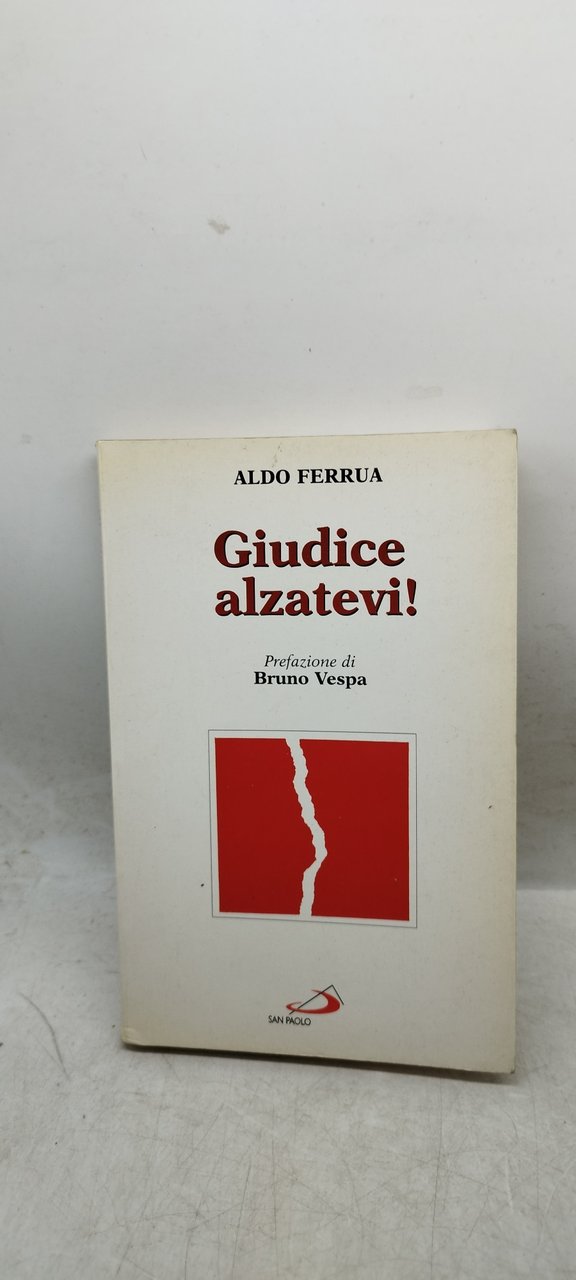 ALDO FERRUA
Giudice
alzatevi!
Prefazione di
Bruno Vespa
SAN PAOLO